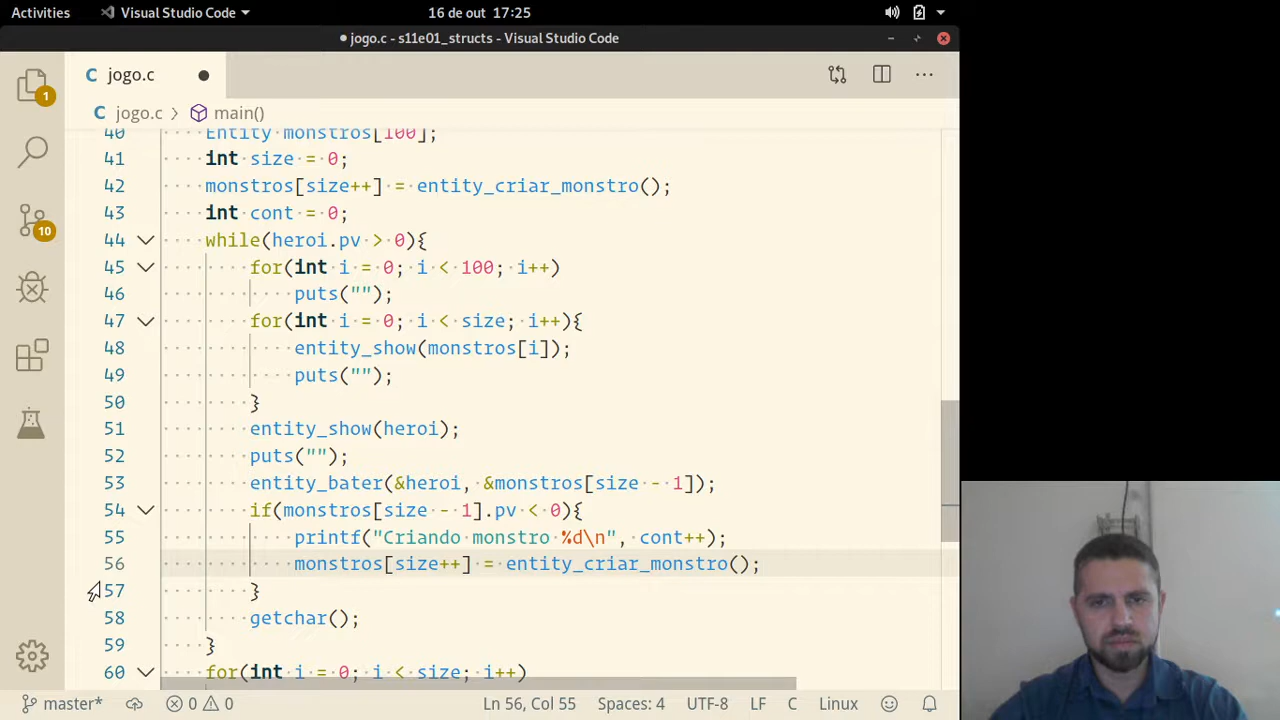 Activities Visual Studio Code 16 de out 17:25
jogo.c - s11e01_structs - Visual Studio Code
jogo.c
jogo.c > main()
40 Entity monstros[100];
41 int size = 0;
42 monstros[size++] = entity_criar_monstro();
43 int cont = 0;
44 while(heroi.pv > 0){
45 for(int i = 0; i < 100; i++)
46 puts("");
47 for(int i = 0; i < size; i++){
48 entity_show(monstros[i]);
49 puts("");
50 }
51 entity_show(heroi);
52 puts("");
53 entity_bater(&heroi, &monstros[size - 1]);
54 if(monstros[size - 1].pv < 0){
55 printf("Criando monstro %d\n", cont++);
56 monstros[size++] = entity_criar_monstro();
57 }
58 getchar();
59 }
60 for(int i = 0; i < size; i++)
1
10
master* 0 0 Ln 56, Col 55 Spaces: 4 UTF-8 LF C Linux